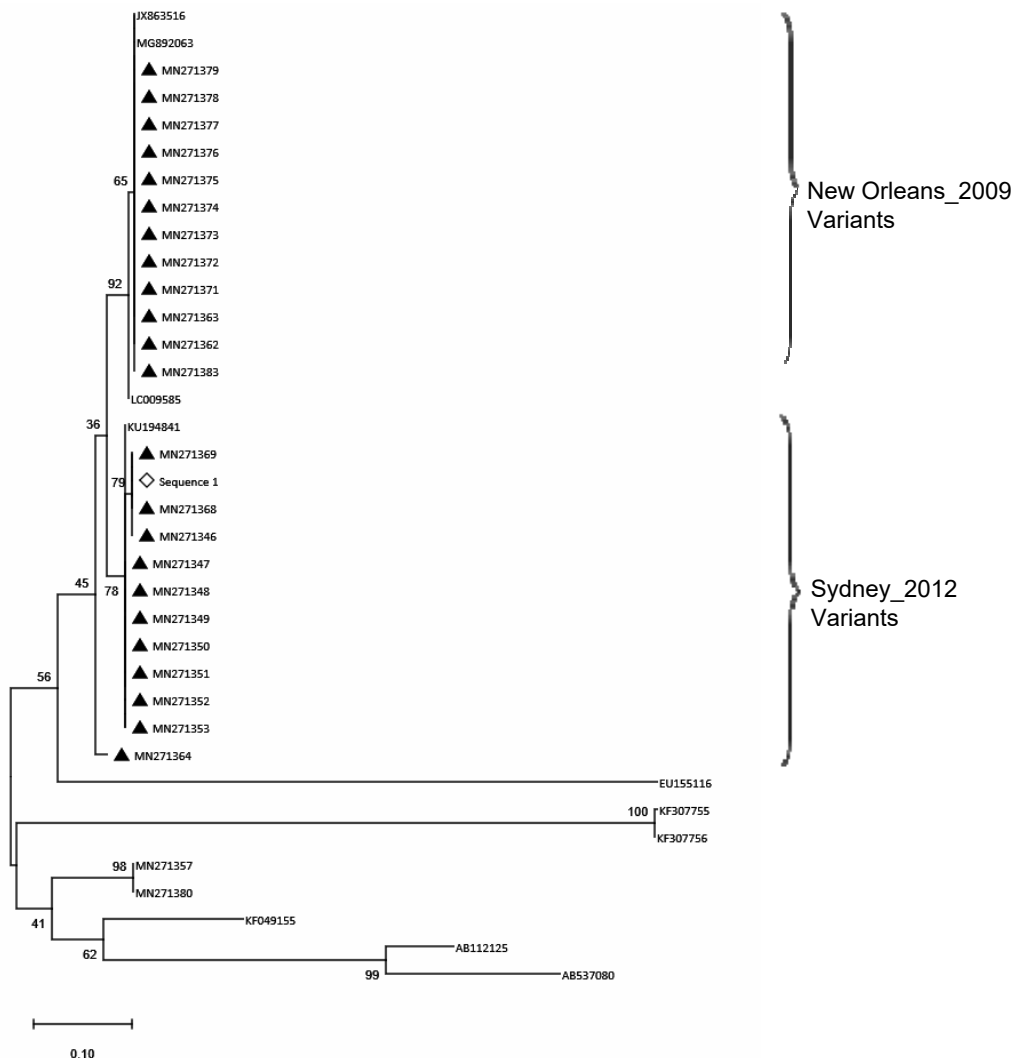 JX863516
MG892063
MN271379
MN271378
MN271377
MN271376
65
MN271375
MN271374
New Orleans_2009
Variants
MN271373
MN271372
92
MN271371
MN271363
MN271362
MN271383
LC009585
36
KU194841
MN271369
79
Sequence 1
MN271368
MN271346
MN271347
45
78
MN271348
Sydney_2012
Variants
MN271349
MN271350
MN271351
56
MN271352
MN271353
MN271364
EU155116
100
KF307755
KF307756
98
MN271357
MN271380
41
KF049155
62
AB112125
99
AB537080
0.10